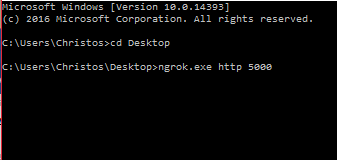 Microsoft Windows [Version 10.0.14393]
(c) 2016 Microsoft Corporation. All rights reserved.
C:\Users\Christos>cd Desktop
C:\Users\Christos\Desktop>ngrok.exe http 5000